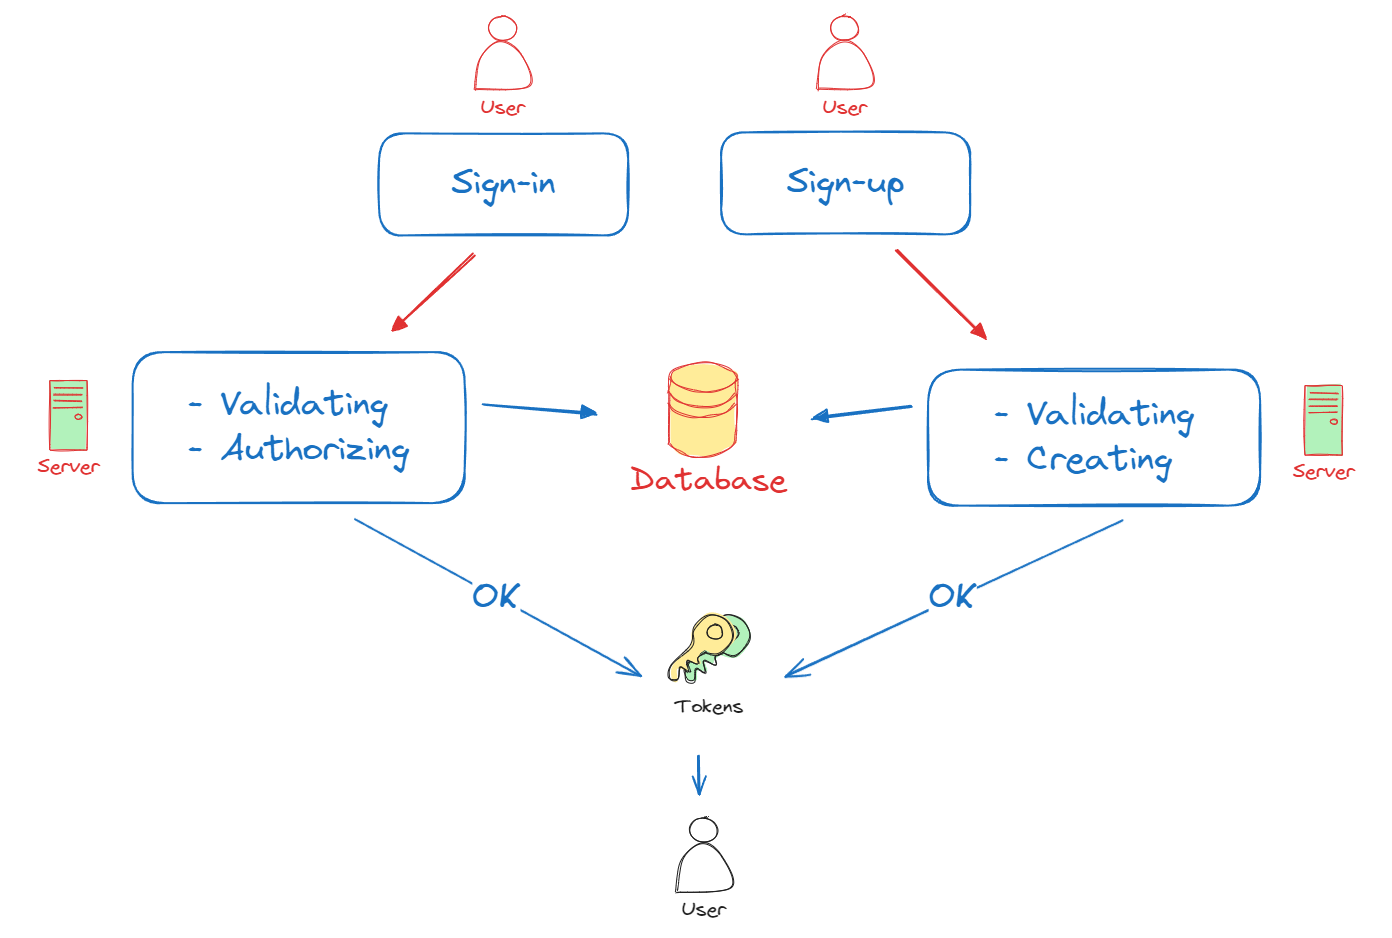 User
User
Sign-in
Sign-up
- Validating
- Authorizing
Server
Database
- Validating
- Creating
Server
OK
OK
Tokens
User